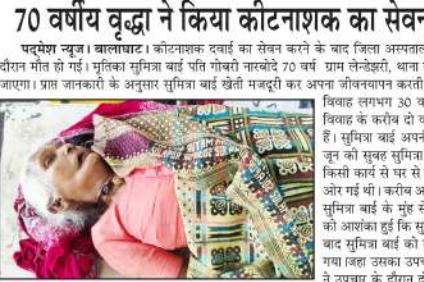 70 वर्षीय वृद्धा ने किया कीटनाशक का सेवन
पद्मेश न्यूज। बालाघाट। कीटनाशक दवाई का सेवन करने के बाद जिला अस्पताल
दौरान मौत हो गई। मृतिका सुमित्रा बाई पति गोबरी नारबोदे 70 वर्ष ग्राम लेन्डेझरी, थाना
जाएगा। प्राप्त जानकारी के अनुसार सुमित्रा बाई खेती मजदूरी कर अपना जीवनयापन करती
विवाह लगभग 30 व
विवाह के करीब दो व
हैं। सुमित्रा बाई अपनी
जून की सुबह सुमित्रा
किसी कार्य से घर से
ओर गई थी। करीब अ
सुमित्रा बाई के मुंह से
को आशंका हुई कि सु
बाद सुमित्रा बाई को
गया।जहा उसका उपच
ने उपचार के दौरान